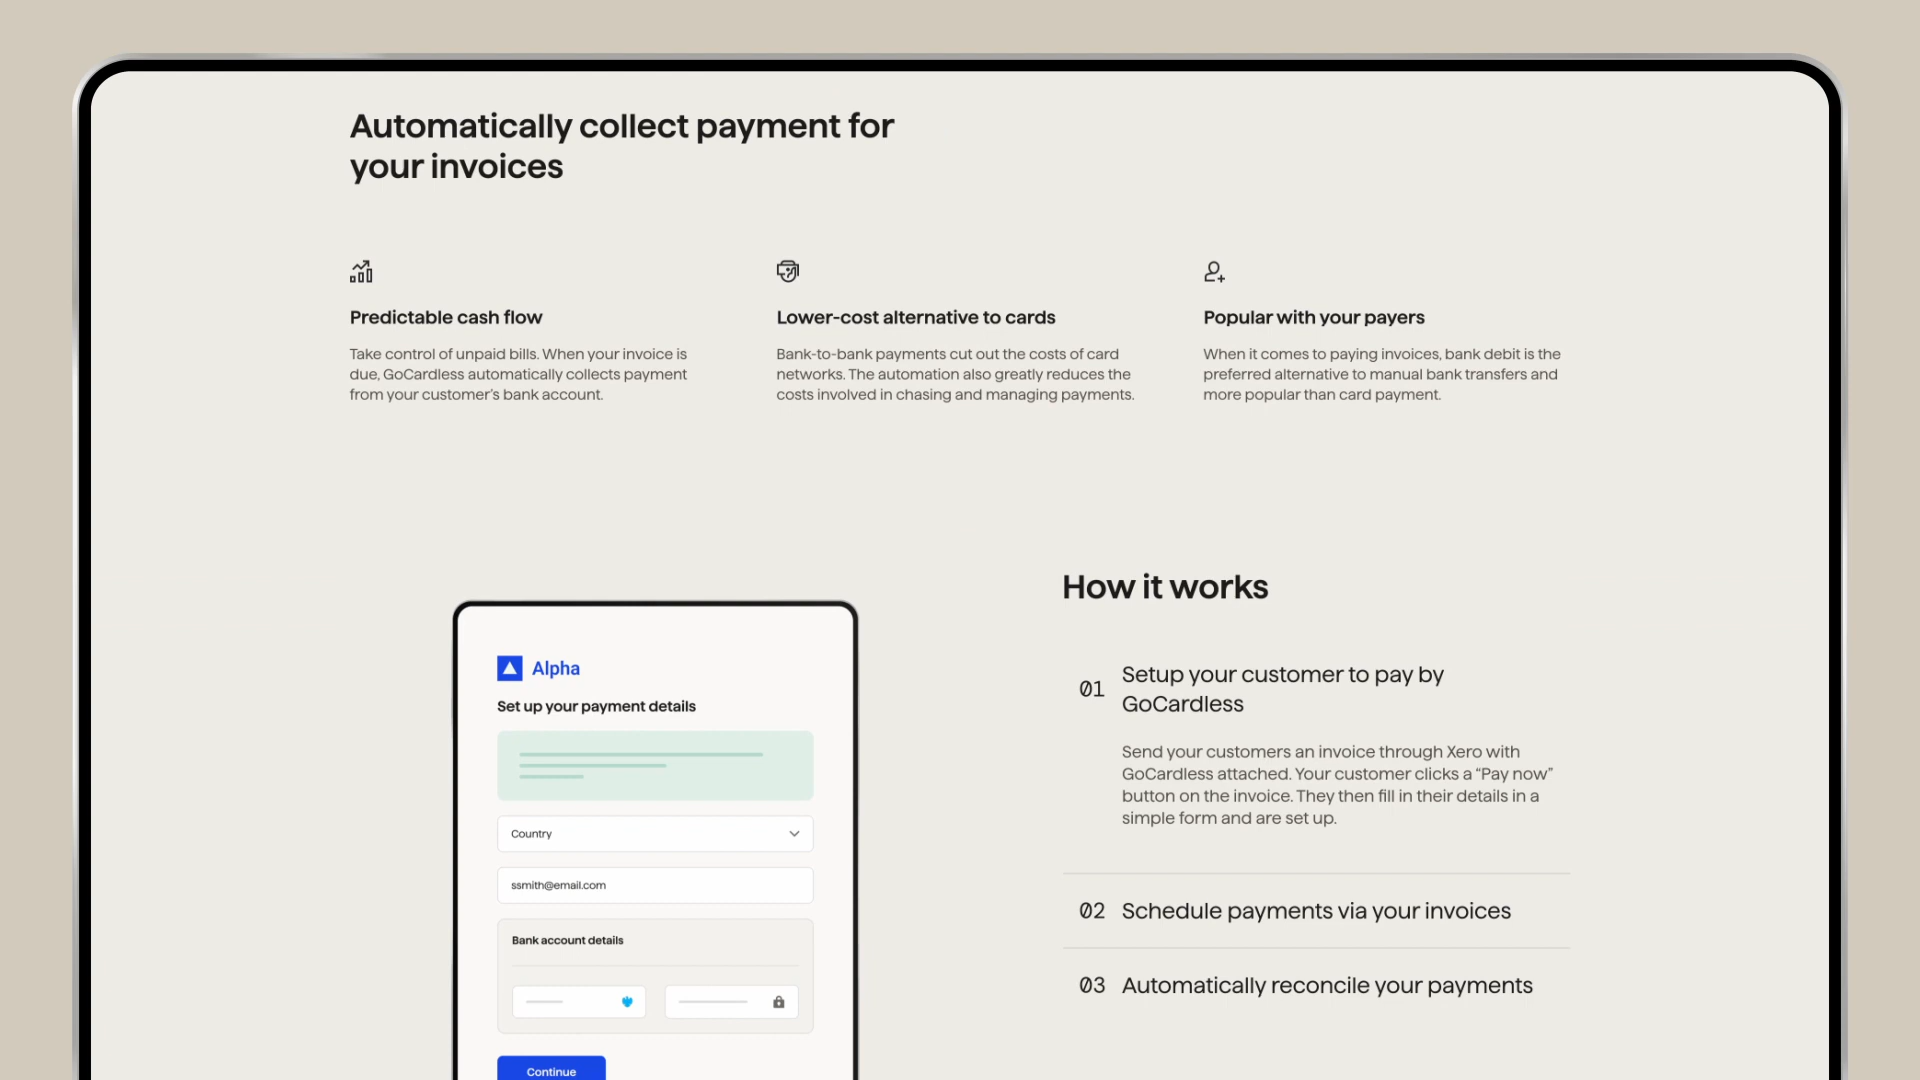 Automatically collect payment for
your invoices
Predictable cash flow
Take control of unpaid bills. When your invoice is
due, GoCardless automatically collects payment
from your customer's bank account.
Lower-cost alternative to cards
Bank-to-bank payments cut out the costs of card
networks. The automation also greatly reduces the
costs involved in chasing and managing payments.
Popular with your payers
When it comes to paying invoices, bank debit is the
preferred alternative to manual bank transfers and
more popular than card payment.
Alpha
Set up your payment details
Country
ssmith@email.com
Bank account details
Continue
How it works
01 Setup your customer to pay by
GoCardless
Send your customers an invoice through Xero with
GoCardless attached. Your customer clicks a “Pay now”
button on the invoice. They then fill in their details in a
simple form and are set up.
02 Schedule payments via your invoices
03 Automatically reconcile your payments